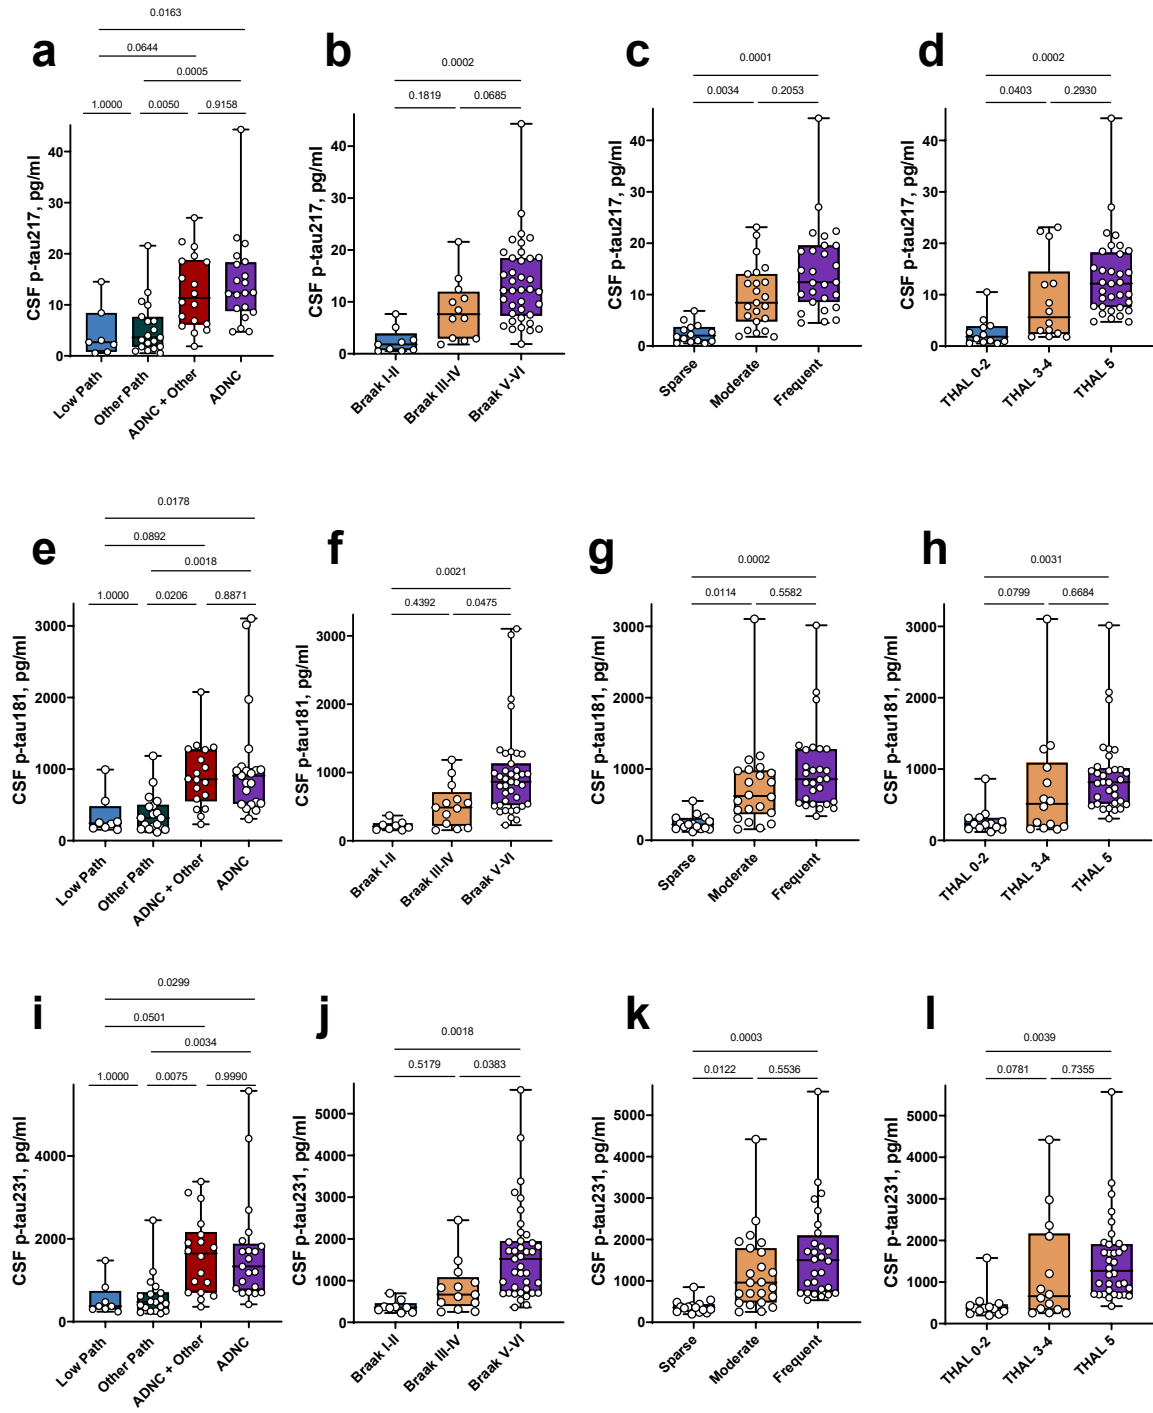 a
0.0163
0.0644
0.0005
1.0000 0.0050 0.9158
CSF p-tau217, pg/ml
40
30
20
10
0
Low Path
Other Path
ADNC + Other
ADNC
b
0.0002
0.1819 0.0685
CSF p-tau217, pg/ml
40
30
20
10
0
Braak I-II
Braak III-IV
Braak V-VI
c
0.0001
0.0034 0.2053
CSF p-tau217, pg/ml
40
30
20
10
0
Sparse
Moderate
Frequent
d
0.0002
0.0403 0.2930
CSF p-tau217, pg/ml
40
30
20
10
0
THAL 0-2
THAL 3-4
THAL 5
e
0.0178
0.0892
0.0018
1.0000 0.0206 0.8871
CSF p-tau181, pg/ml
3000
2000
1000
0
Low Path
Other Path
ADNC + Other
ADNC
f
0.0021
0.4392 0.0475
CSF p-tau181, pg/ml
3000
2000
1000
0
Braak I-II
Braak III-IV
Braak V-VI
g
0.0002
0.0114 0.5582
CSF p-tau181, pg/ml
3000
2000
1000
0
Sparse
Moderate
Frequent
h
0.0031
0.0799 0.6684
CSF p-tau181, pg/ml
3000
2000
1000
0
THAL 0-2
THAL 3-4
THAL 5
i
0.0299
0.0501
0.0034
1.0000 0.0075 0.9990
CSF p-tau231, pg/ml
4000
2000
0
Low Path
Other Path
ADNC + Other
ADNC
j
0.0018
0.5179 0.0383
CSF p-tau231, pg/ml
5000
4000
3000
2000
1000
0
Braak I-II
Braak III-IV
Braak V-VI
k
0.0003
0.0122 0.5536
CSF p-tau231, pg/ml
5000
4000
3000
2000
1000
0
Sparse
Moderate
Frequent
l
0.0039
0.0781 0.7355
CSF p-tau231, pg/ml
5000
4000
3000
2000
1000
0
THAL 0-2
THAL 3-4
THAL 5